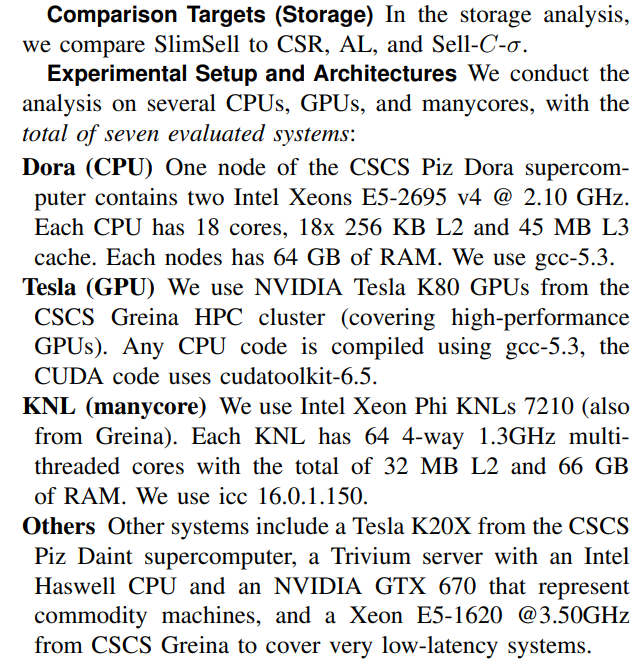 Comparison Targets (Storage) In the storage analysis,
we compare SlimSell to CSR, AL, and Sell-C-σ.
Experimental Setup and Architectures We conduct the
analysis on several CPUs, GPUs, and manycores, with the
total of seven evaluated systems:
Dora (CPU) One node of the CSCS Piz Dora supercom-
puter contains two Intel Xeons E5-2695 v4 @ 2.10 GHz.
Each CPU has 18 cores, 18x 256 KB L2 and 45 MB L3
cache. Each nodes has 64 GB of RAM. We use gcc-5.3.
Tesla (GPU) We use NVIDIA Tesla K80 GPUs from the
CSCS Greina HPC cluster (covering high-performance
GPUs). Any CPU code is compiled using gcc-5.3, the
CUDA code uses cudatoolkit-6.5.
KNL (manycore) We use Intel Xeon Phi KNLs 7210 (also
from Greina). Each KNL has 64 4-way 1.3GHz multi-
threaded cores with the total of 32 MB L2 and 66 GB
of RAM. We use icc 16.0.1.150.
Others Other systems include a Tesla K20X from the CSCS
Piz Daint supercomputer, a Trivium server with an Intel
Haswell CPU and an NVIDIA GTX 670 that represent
commodity machines, and a Xeon E5-1620 @3.50GHz
from CSCS Greina to cover very low-latency systems.